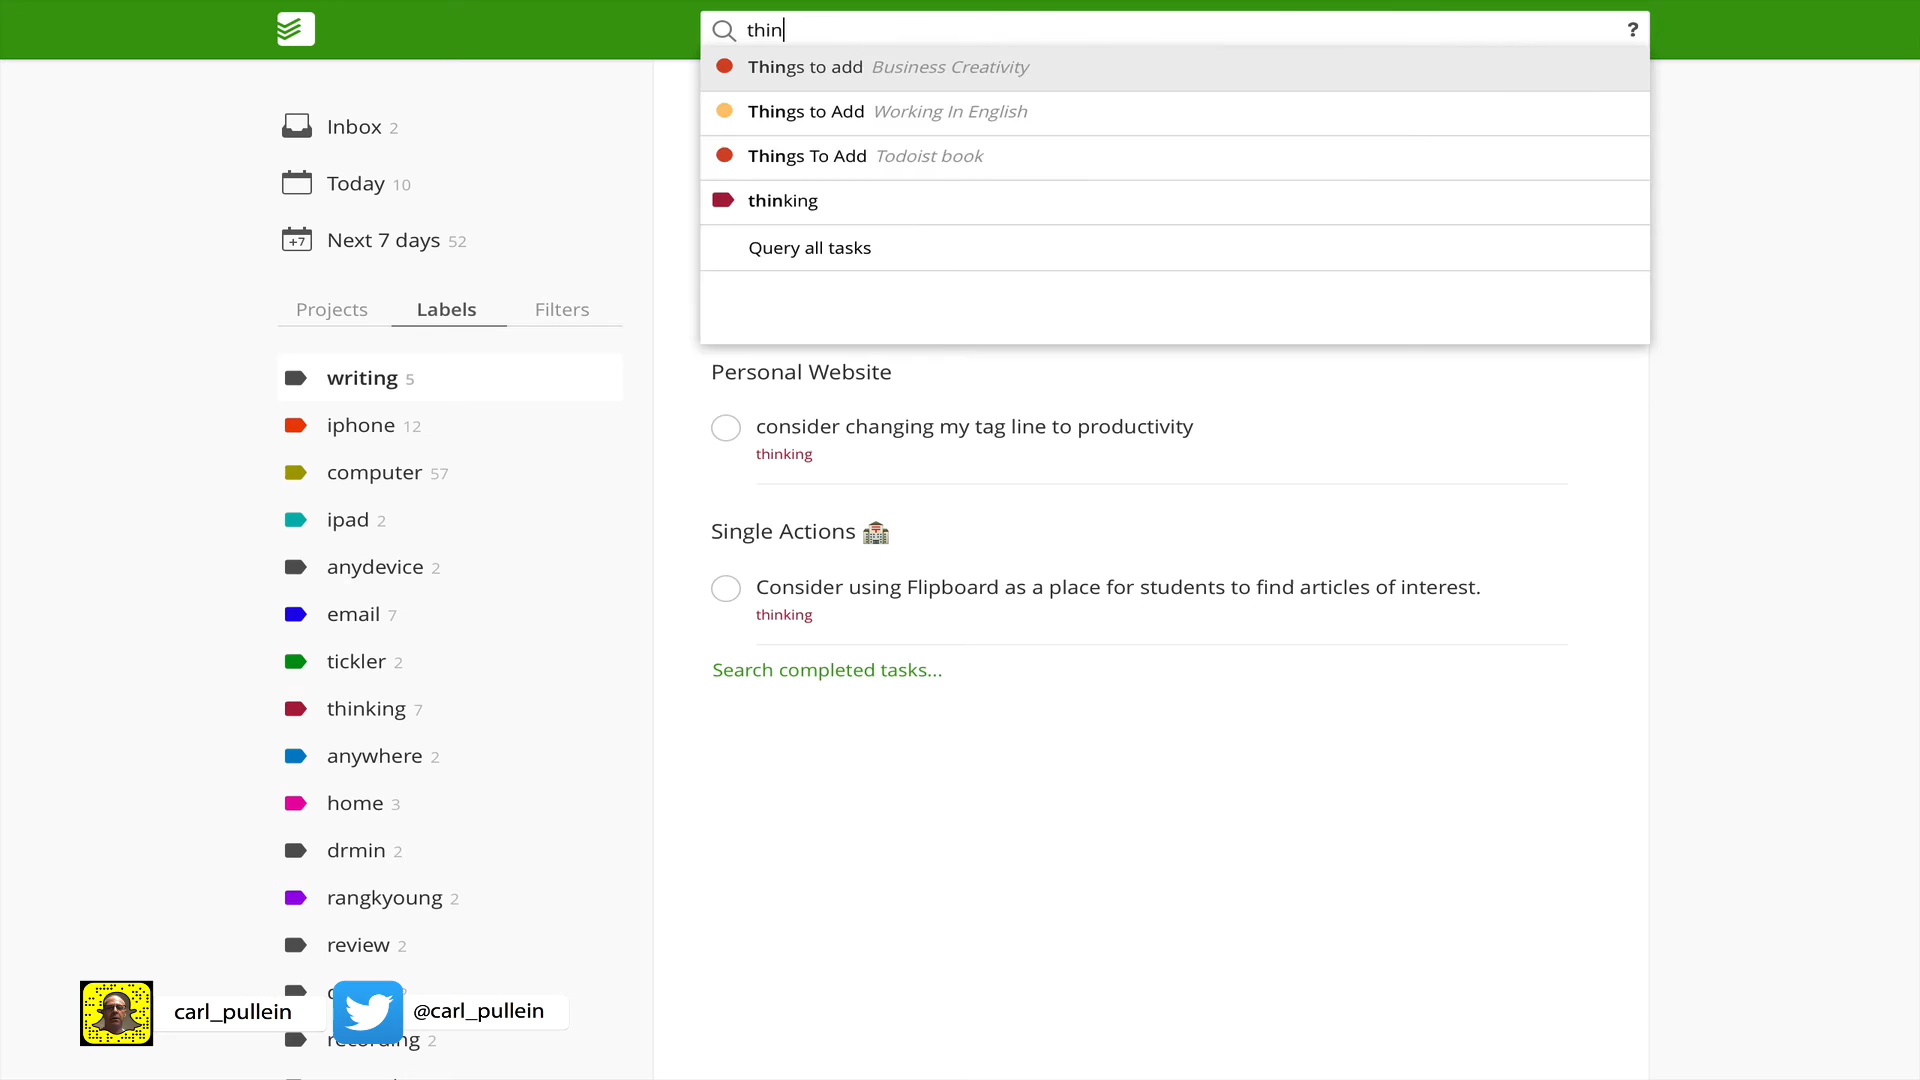 thin
?
Things to add Business Creativity
Things to Add Working In English
Things To Add Todoist book
thinking
Query all tasks
Inbox 2
Today 10
+7 Next 7 days 52
Projects Labels Filters
writing 5
iphone 12
computer 57
ipad 2
anydevice 2
email 7
tickler 2
thinking 7
anywhere 2
home 3
drmin 2
rangkyoung 2
review 2
recording 2
Personal Website
consider changing my tag line to productivity
thinking
Single Actions
Consider using Flipboard as a place for students to find articles of interest.
thinking
Search completed tasks...
carl_pullein
@carl_pullein